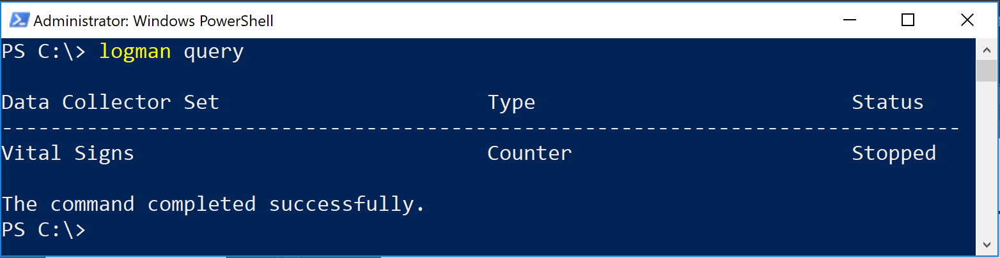 Administrator: Windows PowerShell
PS C:\> logman query
Data Collector Set Type Status
-------------------------------------------------------------------------------
Vital Signs Counter Stopped
The command completed successfully.
PS C:\>